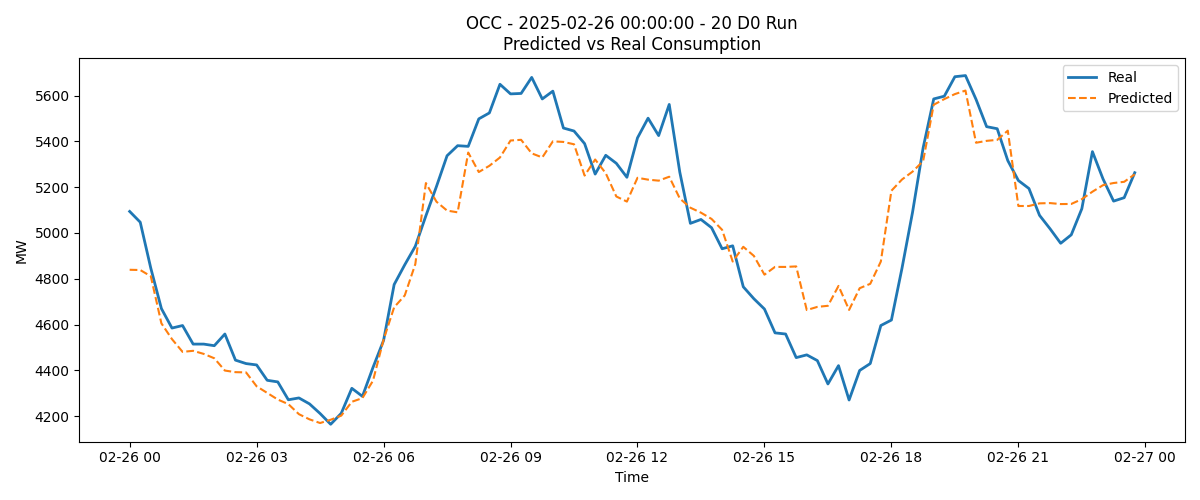 OCC - 2025-02-26 00:00:00 - 20 D0 Run
Predicted vs Real Consumption
Real
Predicted
MW
5600
5400
5200
5000
4800
4600
4400
4200
02-26 00
02-26 03
02-26 06
02-26 09
02-26 12
02-26 15
02-26 18
02-26 21
02-27 00
Time